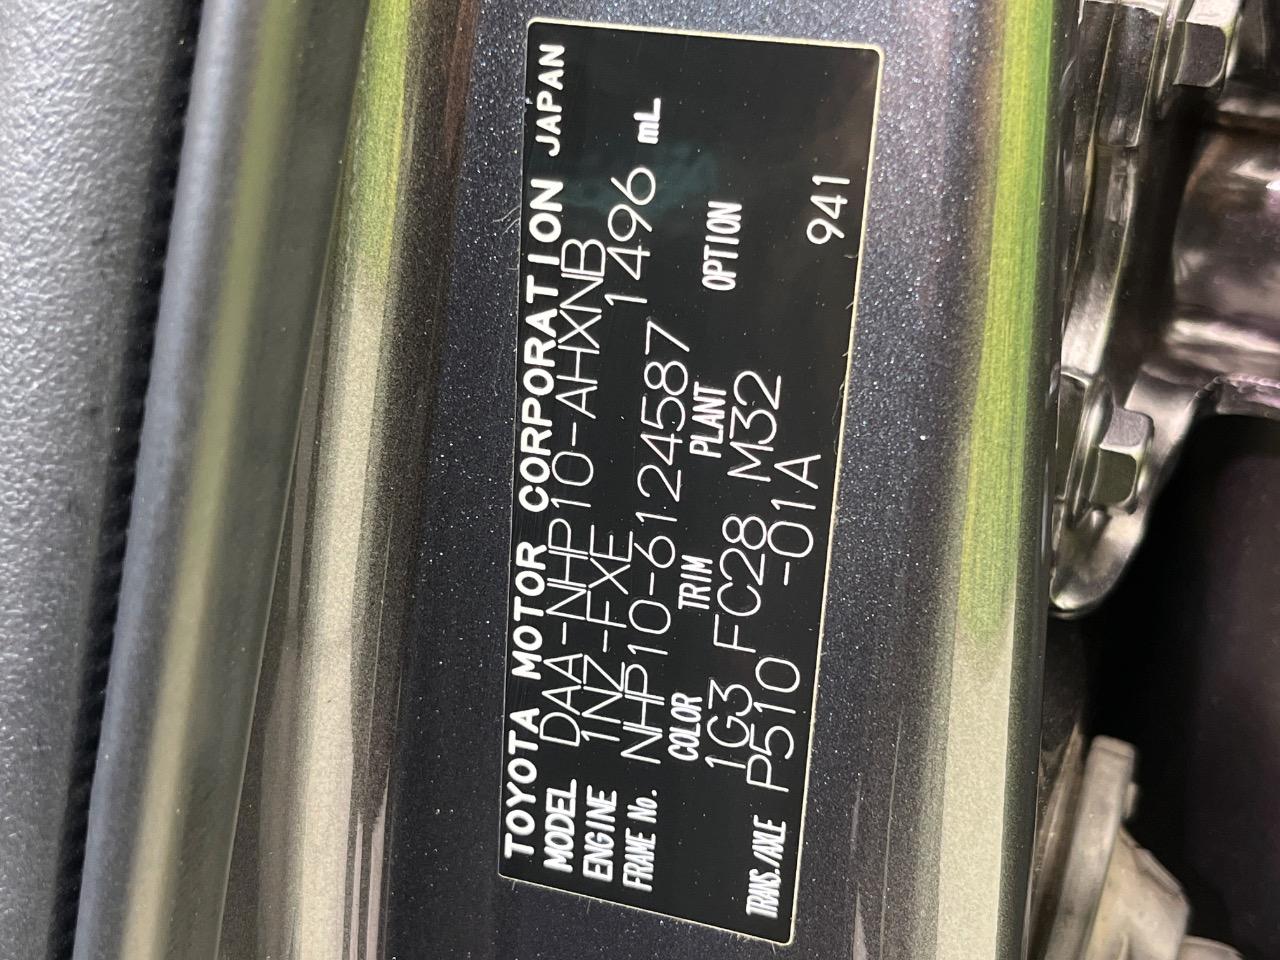 TOYOTA MOTOR CORPORATION JAPAN
MODEL DAA-NHP10-AHXNB
ENGINE 1NZ-FXE 1496 mL
FRAME No. NHP10-6124587
COLOR TRIM PLANT OPTION
1G3 FC28 M32
TRANS./AXLE P510 -01A 941